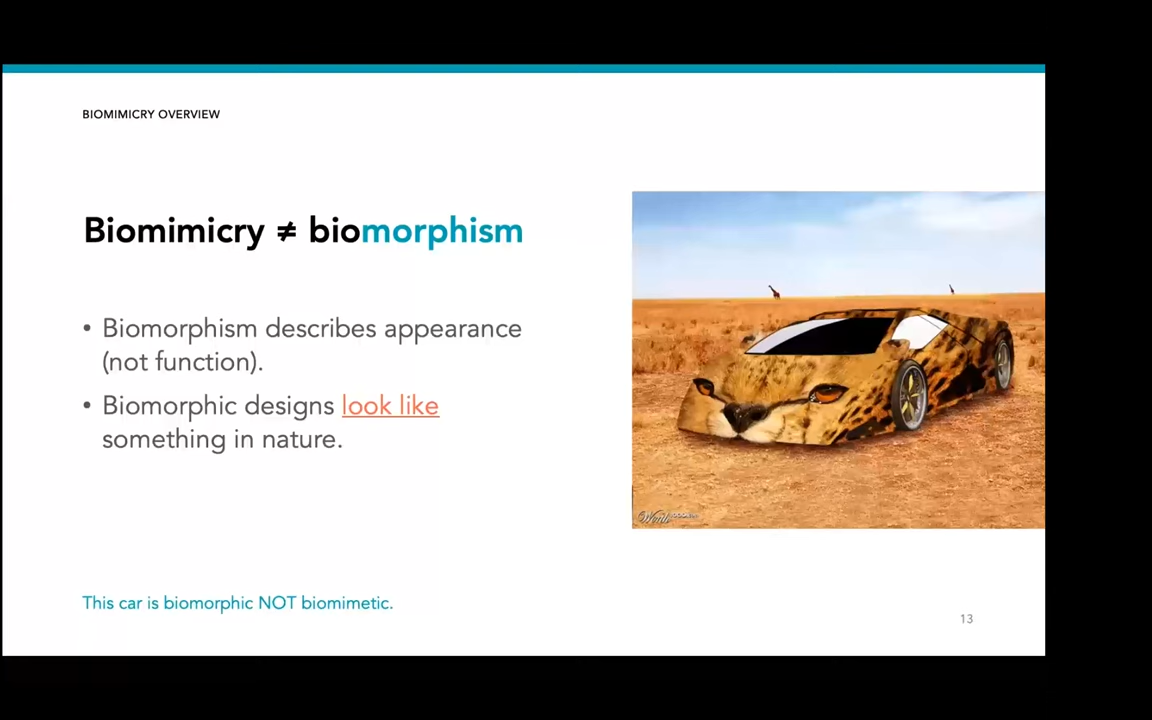 BIOMIMICRY OVERVIEW
Biomimicry ≠ biomorphism
• Biomorphism describes appearance
(not function).
• Biomorphic designs look like
something in nature.
This car is biomorphic NOT biomimetic.
13